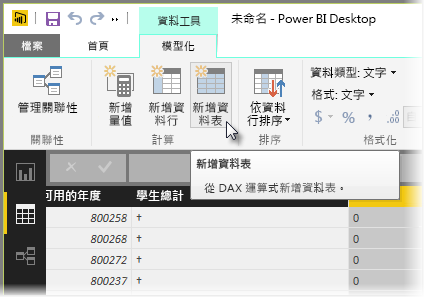 資料工具
未命名 - Power BI Desktop
檔案
首頁
模型化
管理關聯性
新增
量值
新增資
料行
新增資
料表
依資料
行排序
資料類型: 文字
格式: 文字
$ % ,
關聯性
計算
排序
格式化
新增資料表
從 DAX 運算式新增資料表。
可用的年度
學生總計
800258 † 0
800268 † 0
800272 † 0
800237 † 0